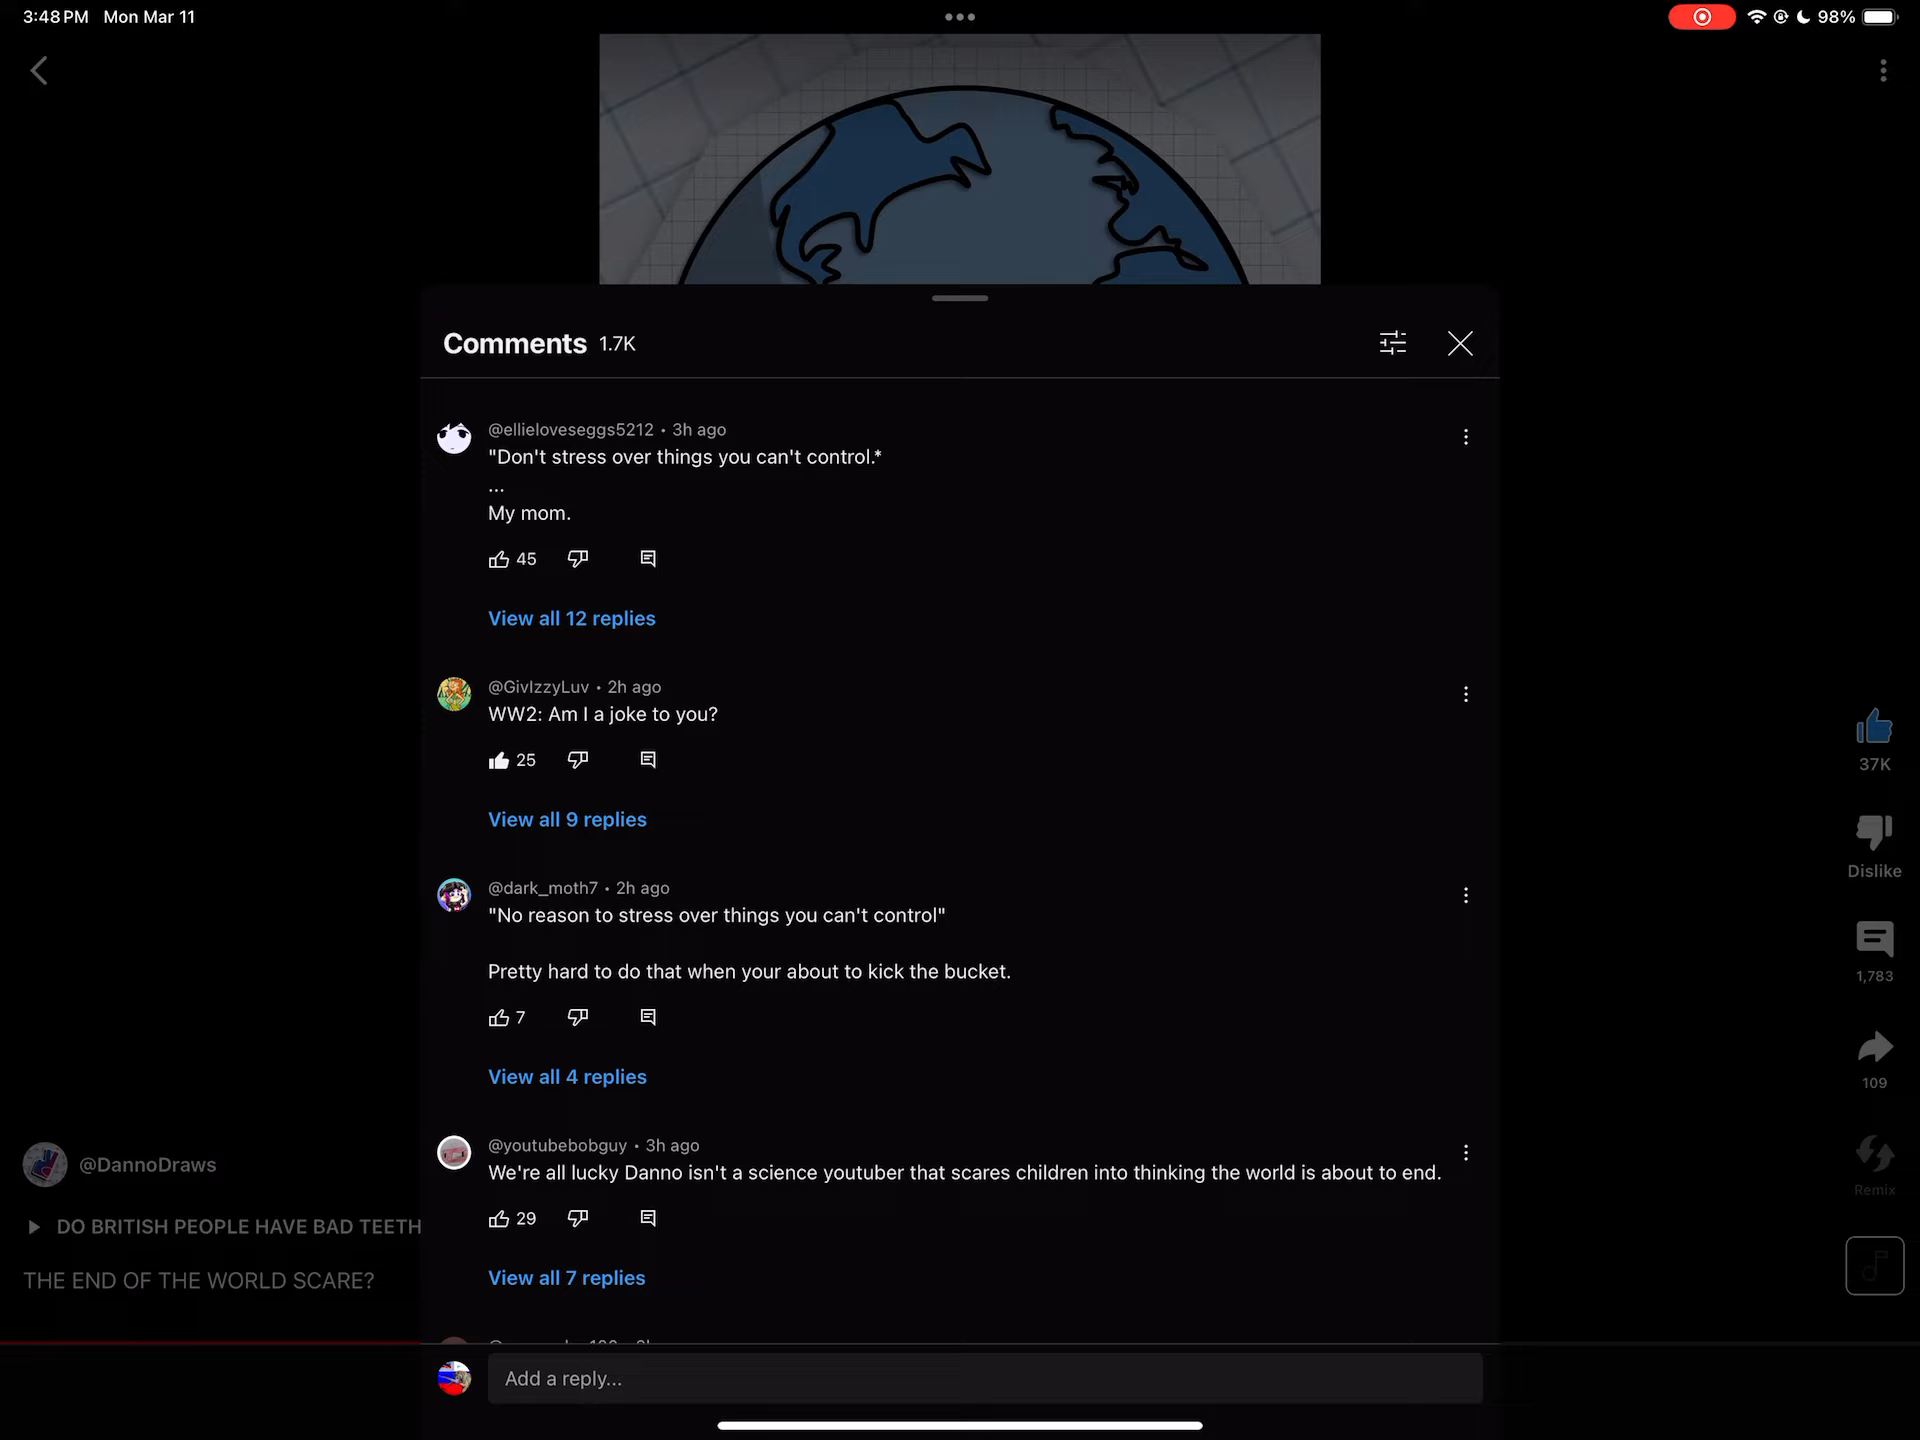 3:48 PM Mon Mar 11
98%
Comments 1.7K
@ellieloveseggs5212 • 3h ago
"Don't stress over things you can't control.*
...
My mom.
45
View all 12 replies
@GivIzzyLuv • 2h ago
WW2: Am I a joke to you?
25
View all 9 replies
@dark_moth7 • 2h ago
"No reason to stress over things you can't control"
Pretty hard to do that when your about to kick the bucket.
7
View all 4 replies
@youtubebobguy • 3h ago
We're all lucky Danno isn't a science youtuber that scares children into thinking the world is about to end.
29
View all 7 replies
Add a reply...
37K
Dislike
1,783
109
Remix
@DannoDraws
DO BRITISH PEOPLE HAVE BAD TEETH
THE END OF THE WORLD SCARE?